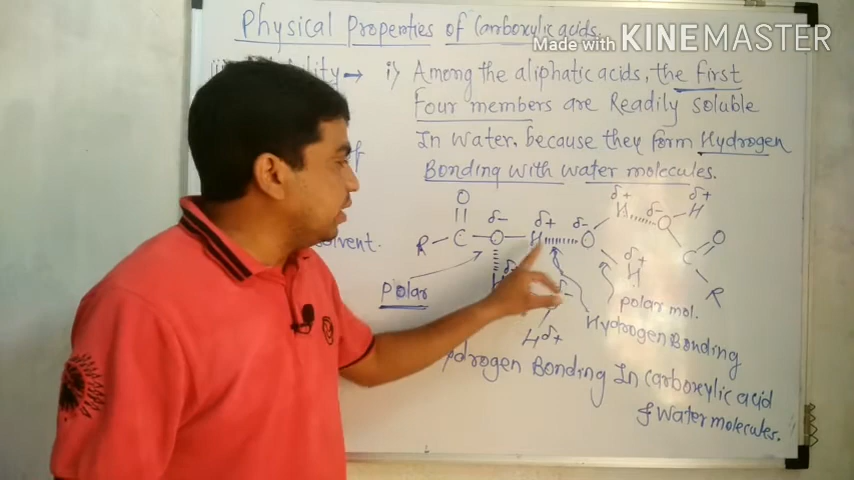 Physical Properties of Carboxylic acids.
Made with KINEMASTER
i) Among the aliphatic acids, the first
Four members are Readily soluble
In water. because they form Hydrogen
Bonding with water molecules.
of
solvent.
O δ- δ+ δ- δ+ H δ- δ+ H O
R C O H O H δ+ C O
δ- H δ+ R
Polar
polar mol.
Hydrogen Bonding
H δ+
Bonding In Carboxylic acid
& Water molecules.